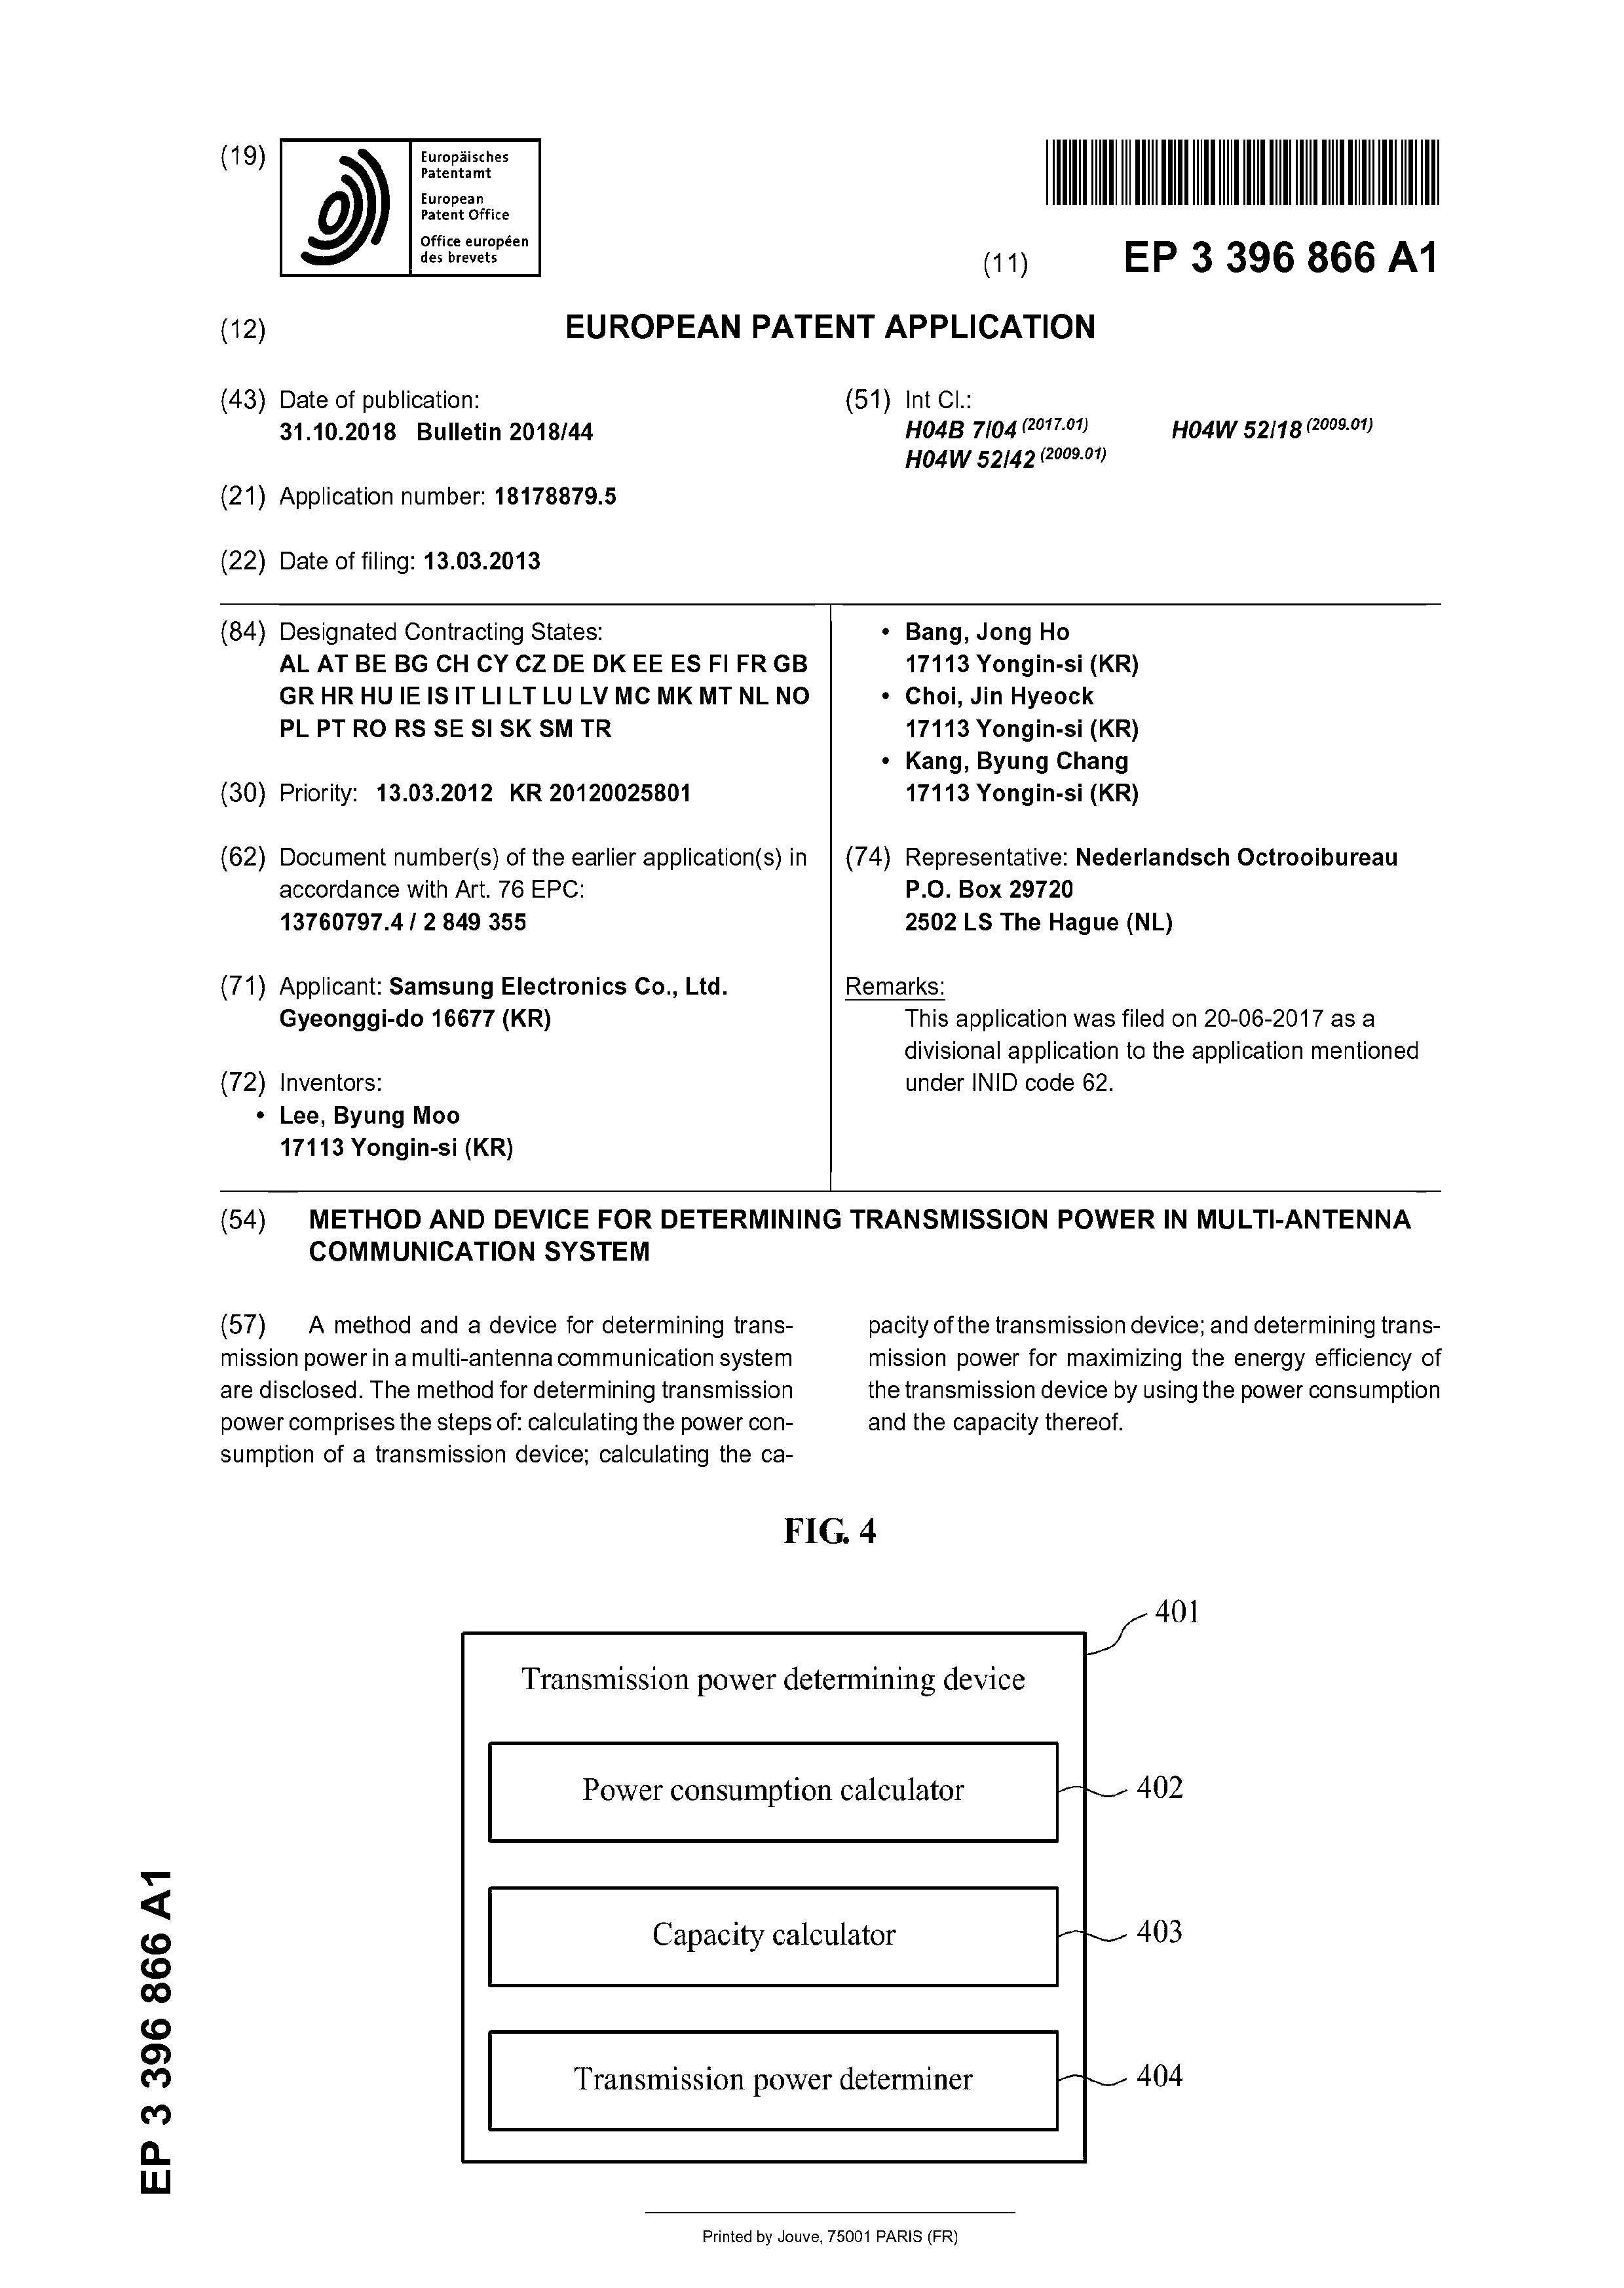 (19)
Europäisches
Patentamt
European
Patent Office
Office européen
des brevets
(11) EP 3 396 866 A1
(12) EUROPEAN PATENT APPLICATION
(43) Date of publication:
31.10.2018 Bulletin 2018/44
(21) Application number: 18178879.5
(22) Date of filing: 13.03.2013
(51) Int Cl.:
H04B 7/04 (2017.01) H04W 52/18 (2009.01)
H04W 52/42 (2009.01)
(84) Designated Contracting States:
AL AT BE BG CH CY CZ DE DK EE ES FI FR GB
GR HR HU IE IS IT LI LT LU LV MC MK MT NL NO
PL PT RO RS SE SI SK SM TR
(30) Priority: 13.03.2012 KR 20120025801
(62) Document number(s) of the earlier application(s) in
accordance with Art. 76 EPC:
13760797.4 / 2 849 355
(71) Applicant: Samsung Electronics Co., Ltd.
Gyeonggi-do 16677 (KR)
(72) Inventors:
• Lee, Byung Moo
17113 Yongin-si (KR)
• Bang, Jong Ho
17113 Yongin-si (KR)
• Choi, Jin Hyeock
17113 Yongin-si (KR)
• Kang, Byung Chang
17113 Yongin-si (KR)
(74) Representative: Nederlandsch Octrooibureau
P.O. Box 29720
2502 LS The Hague (NL)
Remarks:
This application was filed on 20-06-2017 as a
divisional application to the application mentioned
under INID code 62.
(54) METHOD AND DEVICE FOR DETERMINING TRANSMISSION POWER IN MULTI-ANTENNA
COMMUNICATION SYSTEM
(57) A method and a device for determining trans-
mission power in a multi-antenna communication system
are disclosed. The method for determining transmission
power comprises the steps of: calculating the power con-
sumption of a transmission device; calculating the ca-
pacity of the transmission device; and determining trans-
mission power for maximizing the energy efficiency of
the transmission device by using the power consumption
and the capacity thereof.
FIG. 4
401
Transmission power determining device
Power consumption calculator
402
Capacity calculator
403
Transmission power determiner
404
EP 3 396 866 A1
Printed by Jouve, 75001 PARIS (FR)